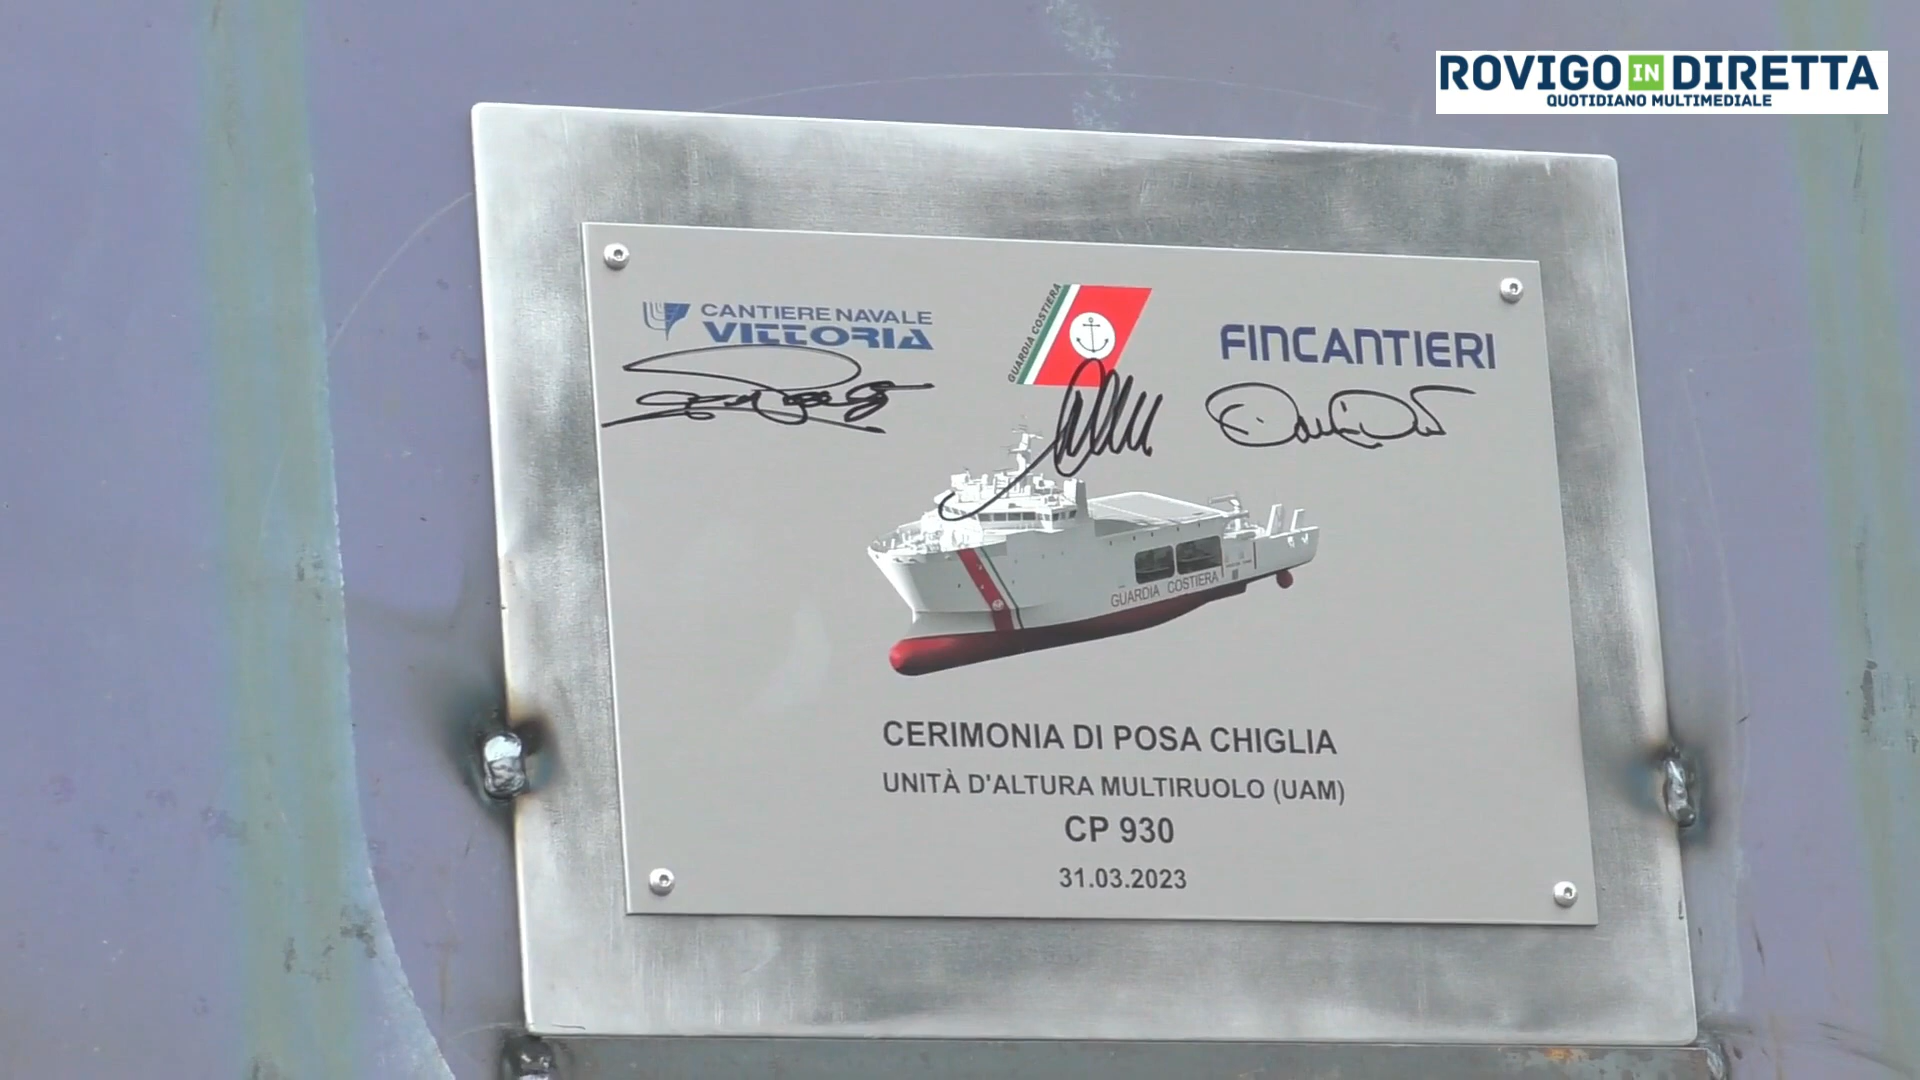 ROVIGO IN DIRETTA
QUOTIDIANO MULTIMEDIALE
CANTIERE NAVALE
VITTORIA
GUARDIA COSTIERA
FINCANTIERI
GUARDIA COSTIERA
CERIMONIA DI POSA CHIGLIA
UNITÀ D'ALTURA MULTIRUOLO (UAM)
CP 930
31.03.2023